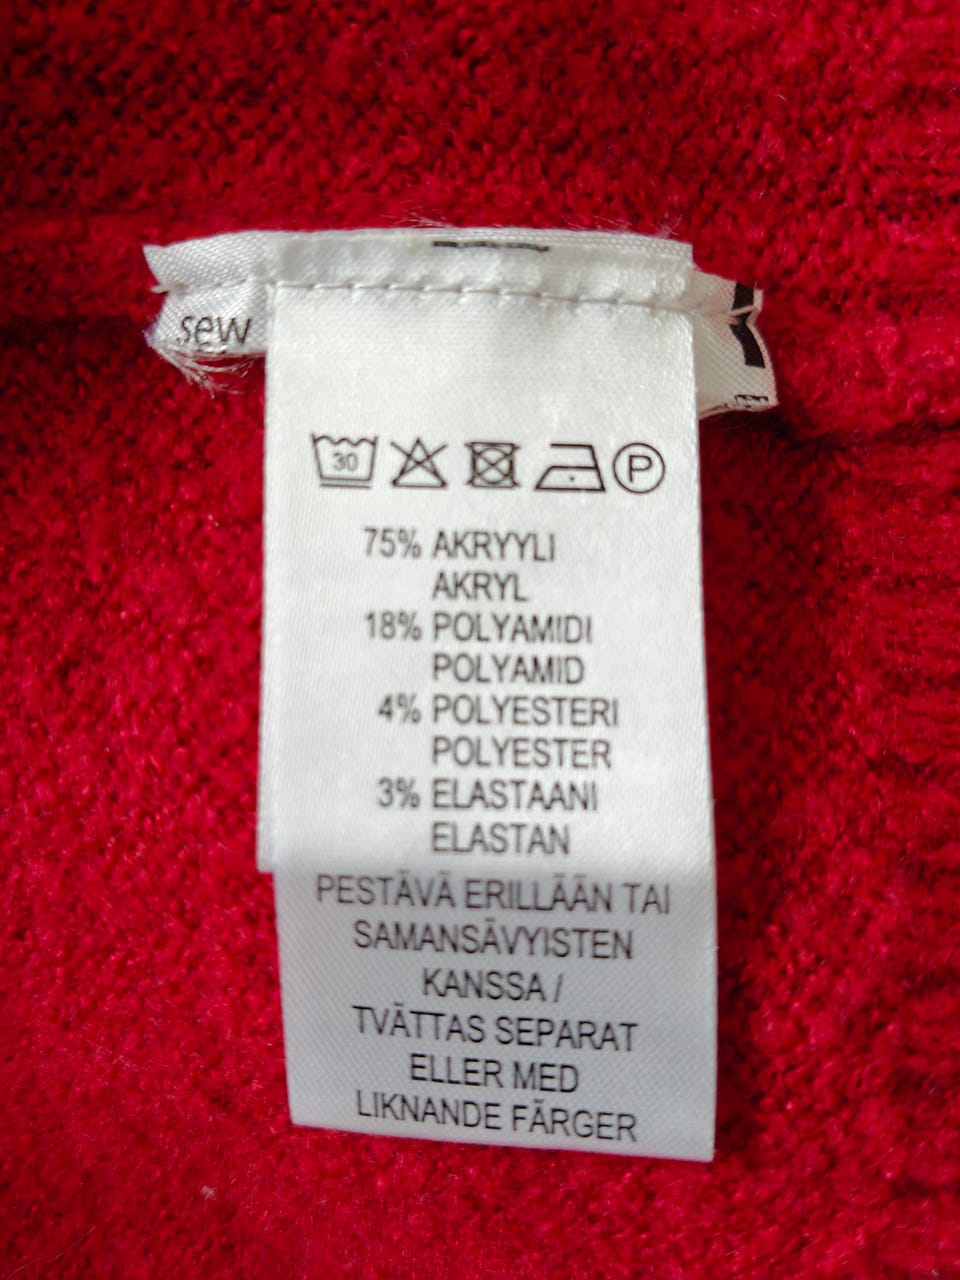 sew
30
P
75% AKRYYLI
AKRYL
18% POLYAMIDI
POLYAMID
4% POLYESTERI
POLYESTER
3% ELASTAANI
ELASTAN
PESTÄVÄ ERILLÄÄN TAI
SAMANSÄVYISTEN
KANSSA /
TVÄTTAS SEPARAT
ELLER MED
LIKNANDE FÄRGER